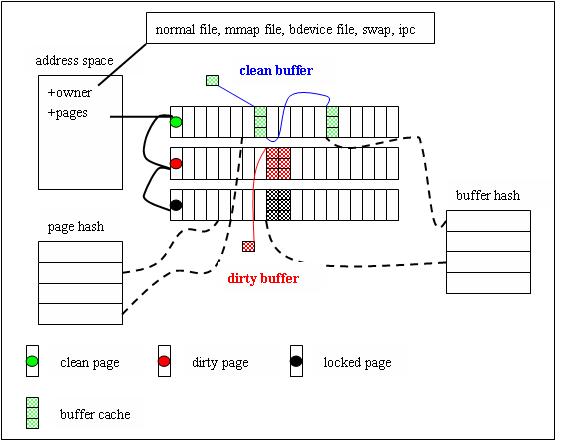 normal file, mmap file, bdevice file, swap, ipc
address space
clean buffer
+owner
+pages
buffer hash
page hash
dirty buffer
clean page
dirty page
locked page
buffer cache